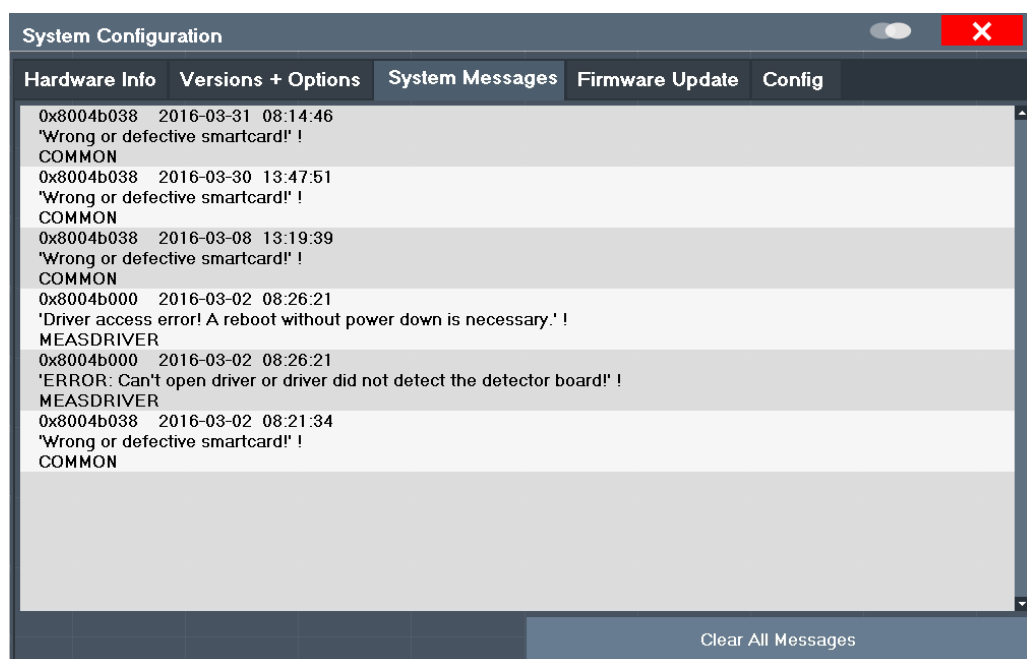 System Configuration
Hardware Info Versions + Options System Messages Firmware Update Config
0x8004b038 2016-03-31 08:14:46
'Wrong or defective smartcard!' !
COMMON
0x8004b038 2016-03-30 13:47:51
'Wrong or defective smartcard!' !
COMMON
0x8004b038 2016-03-08 13:19:39
'Wrong or defective smartcard!' !
COMMON
0x8004b000 2016-03-02 08:26:21
'Driver access error! A reboot without power down is necessary.' !
MEASDRIVER
0x8004b000 2016-03-02 08:26:21
'ERROR: Can't open driver or driver did not detect the detector board!' !
MEASDRIVER
0x8004b038 2016-03-02 08:21:34
'Wrong or defective smartcard!' !
COMMON
Clear All Messages